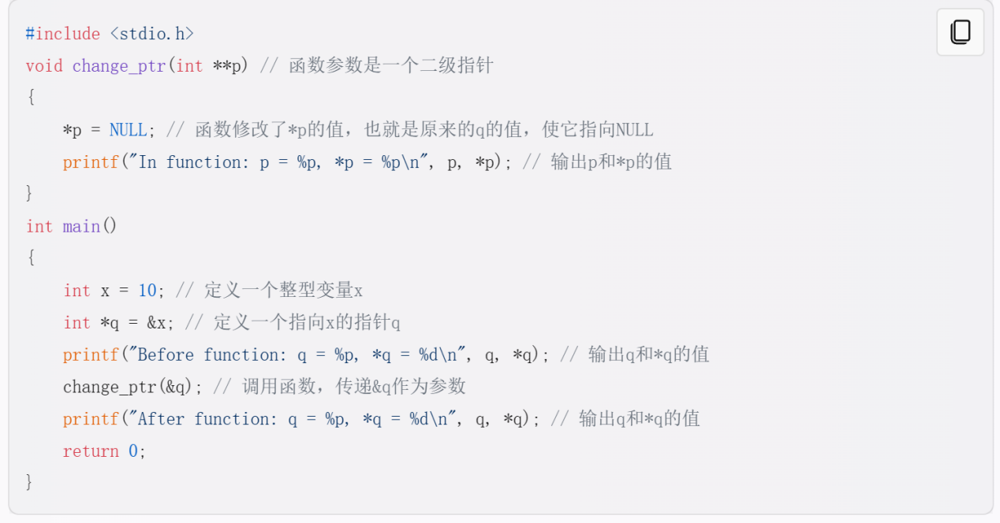 #include <stdio.h>
void change_ptr(int **p) // 函数参数是一个二级指针
{
    *p = NULL; // 函数修改了*p的值，也就是原来的q的值，使它指向NULL
    printf("In function: p = %p, *p = %p\n", p, *p); // 输出p和*p的值
}
int main()
{
    int x = 10; // 定义一个整型变量x
    int *q = &x; // 定义一个指向x的指针q
    printf("Before function: q = %p, *q = %d\n", q, *q); // 输出q和*q的值
    change_ptr(&q); // 调用函数，传递&q作为参数
    printf("After function: q = %p, *q = %d\n", q, *q); // 输出q和*q的值
    return 0;
}